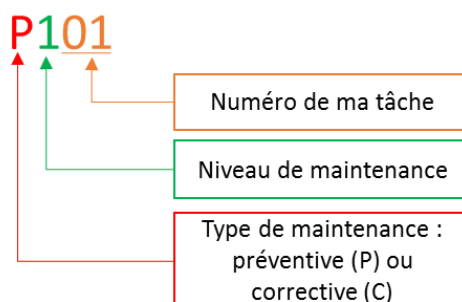 P101
Numéro de ma tâche
Niveau de maintenance
Type de maintenance :
préventive (P) ou
corrective (C)